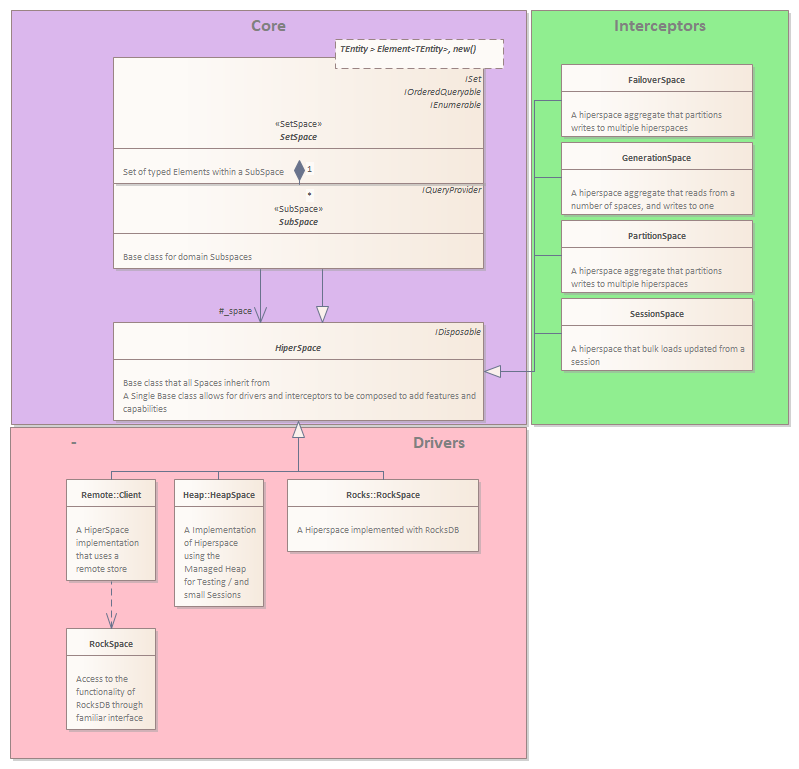 Core
TEntity > Element<TEntity>, new()
ISet
IOrderedQueryable
IEnumerable
«SetSpace»
SetSpace
Set of typed Elements within a SubSpace
1
*
IQueryProvider
«SubSpace»
SubSpace
Base class for domain Subspaces
#_space
IDisposable
HiperSpace
Base class that all Spaces inherit from
A Single Base class allows for drivers and interceptors to be composed to add features and
capabilities
Interceptors
FailoverSpace
A hiperspace aggregate that partitions
writes to multiple hiperspaces
GenerationSpace
A hiperspace aggregate that reads from a
number of spaces, and writes to one
PartitionSpace
A hiperspace aggregate that partitions
writes to multiple hiperspaces
SessionSpace
A hiperspace that bulk loads updated from a
session
-
Drivers
Remote::Client
A HiperSpace
implementation
that uses a
remote store
Heap::HeapSpace
A Implementation
of Hiperspace
using the
Managed Heap
for Testing / and
small Sessions
Rocks::RockSpace
A Hiperspace implemented with RocksDB
RockSpace
Access to the
functionality of
RocksDB through
familiar interface